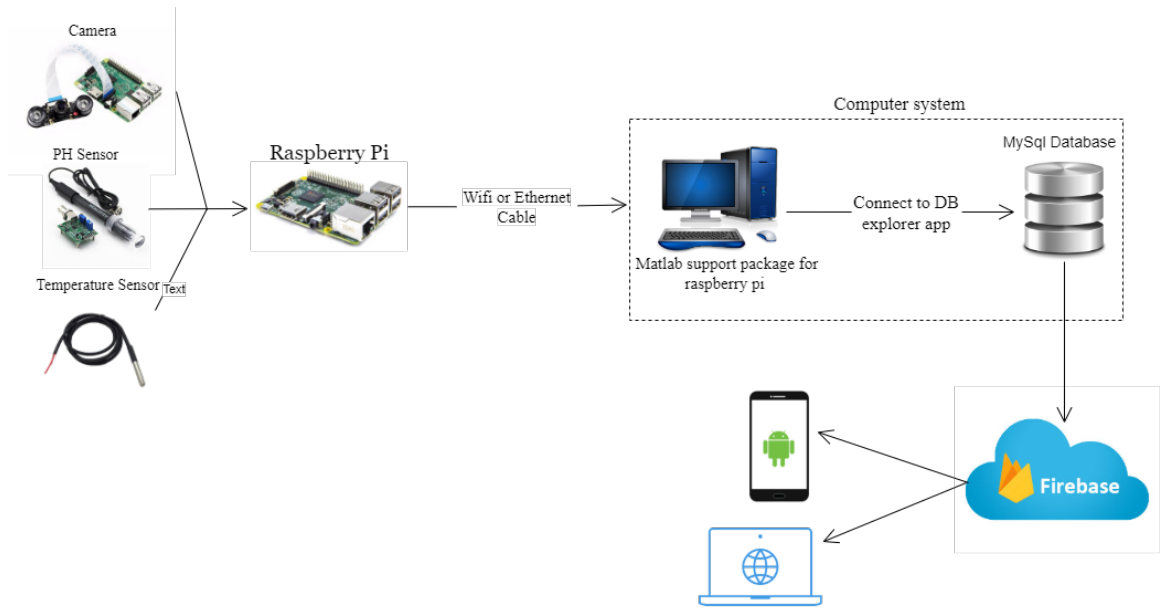 Camera
PH Sensor
Temperature Sensor
Text
Raspberry Pi
Wifi or Ethernet
Cable
Computer system
Matlab support package for
raspberry pi
Connect to DB
explorer app
MySql Database
Firebase